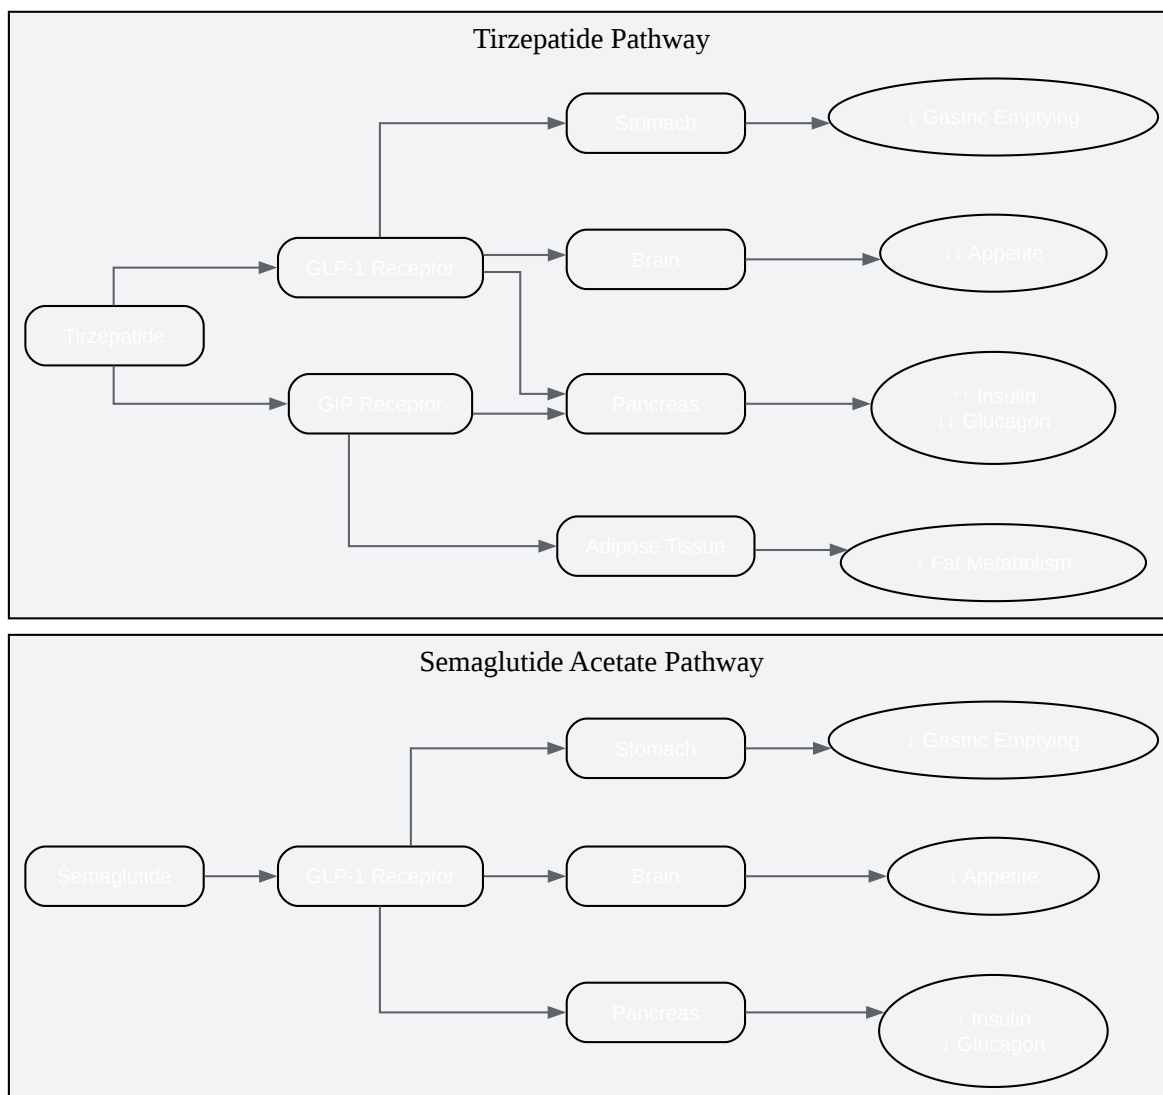 Tirzepatide Pathway
Stomach
↓ Gastric Emptying
GLP-1 Receptor
Brain
↓↓ Appetite
Tirzepatide
GIP Receptor
Pancreas
↑↑ Insulin
↓↓ Glucagon
Adipose Tissue
↑ Fat Metabolism
Semaglutide Acetate Pathway
Stomach
↓ Gastric Emptying
Semaglutide
GLP-1 Receptor
Brain
↓ Appetite
Pancreas
↑ Insulin
↓ Glucagon